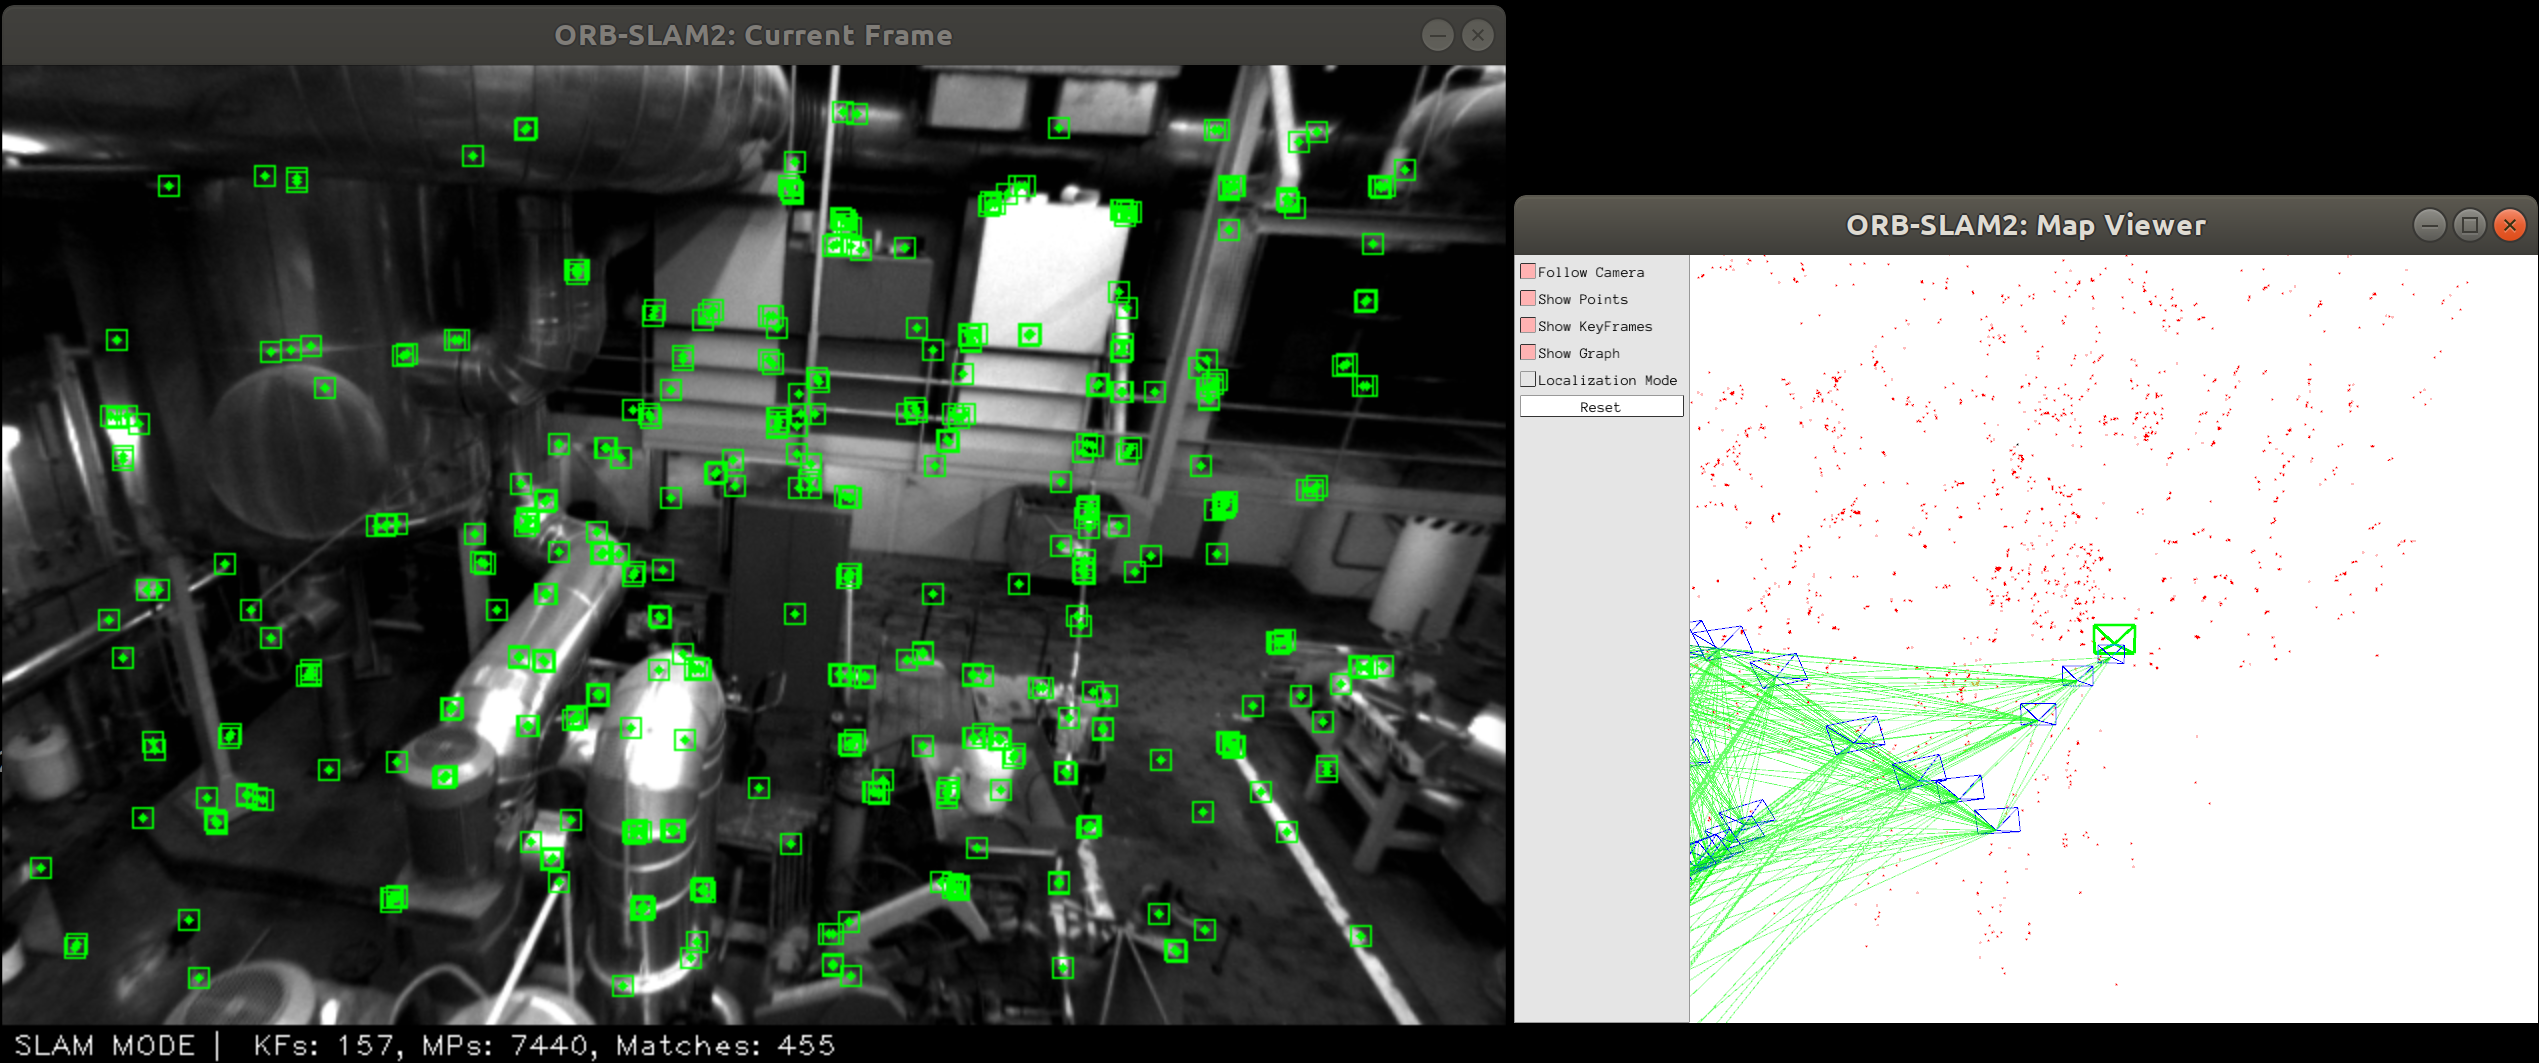 ORB-SLAM2: Current Frame
ORB-SLAM2: Map Viewer
Follow Camera
Show Points
Show KeyFrames
Show Graph
Localization Mode
Reset
SLAM MODE |  KFs: 157, MPs: 7440, Matches: 455